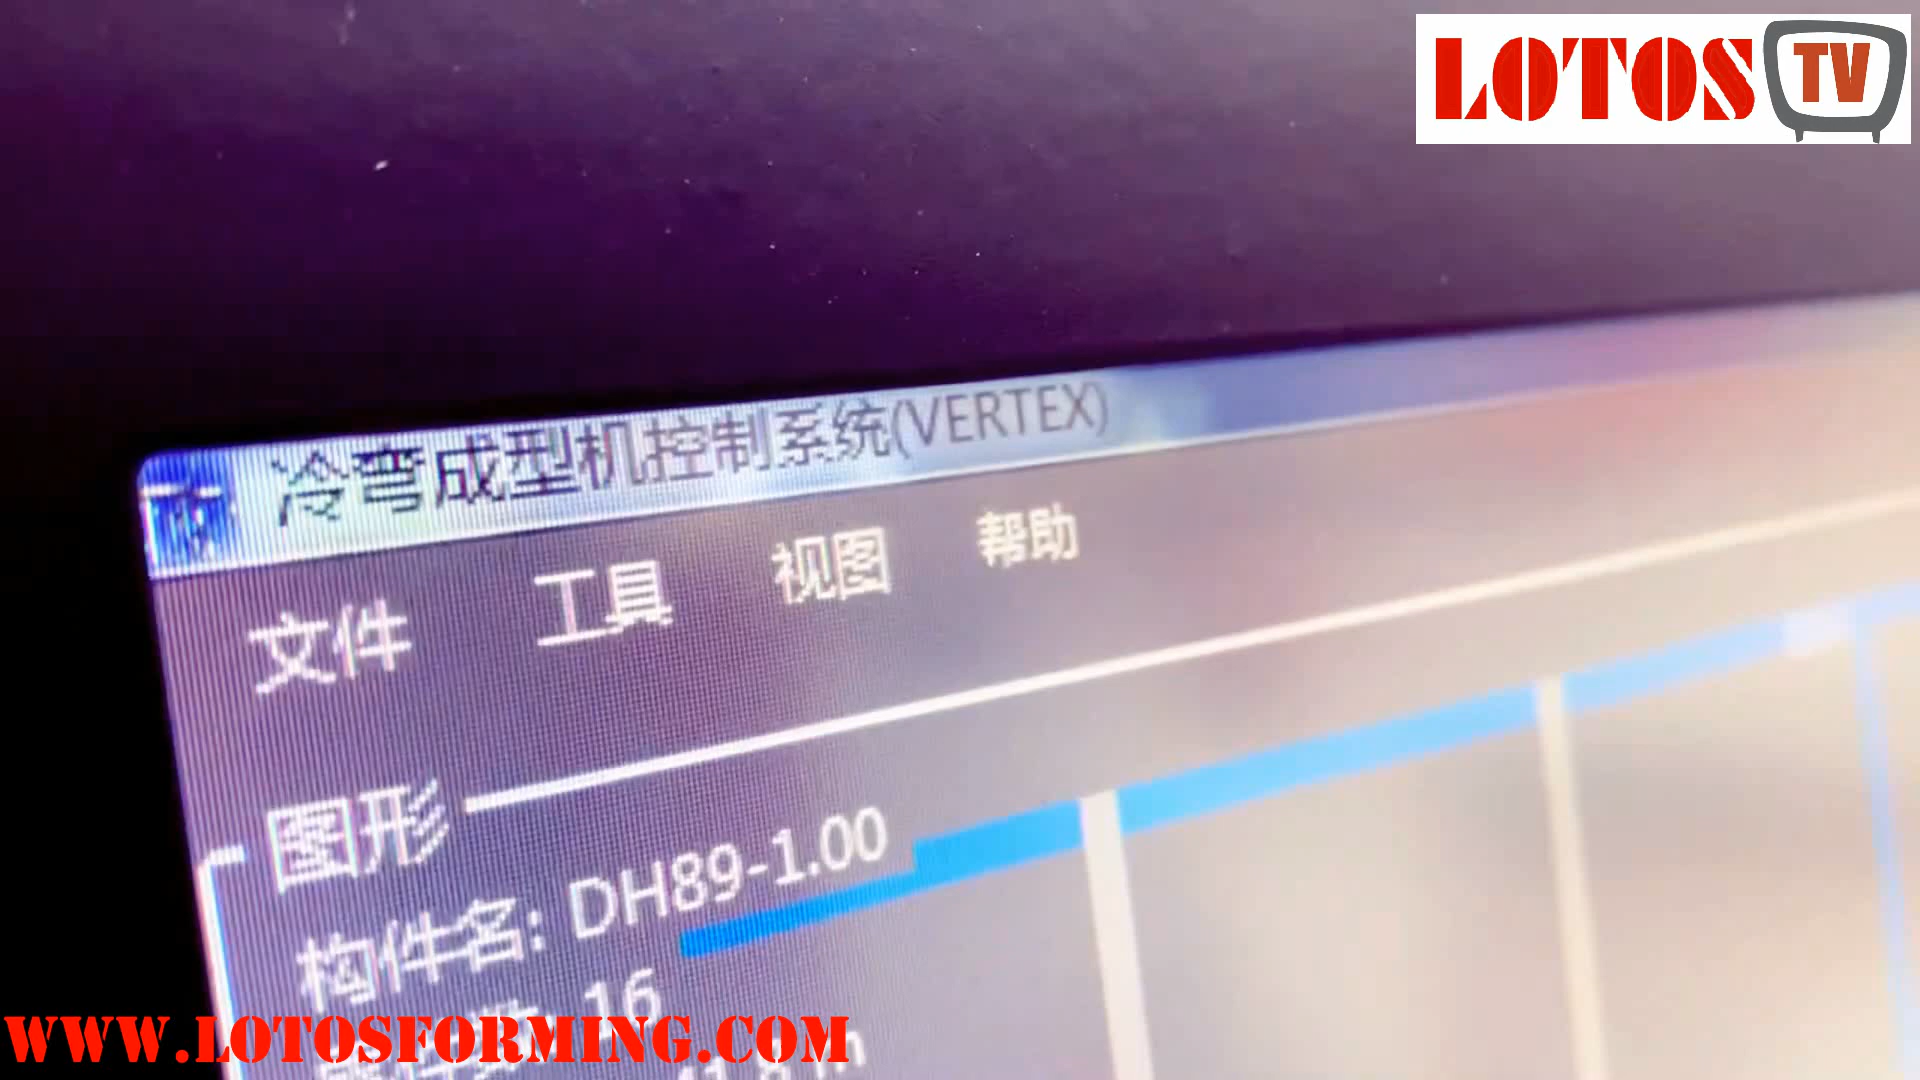 LOTOS TV
冷弯成型机控制系统(VERTEX)
文件 工具 视图 帮助
图形
构件名: DH89-1.00
16
WWW.LOTOSFORMING.COM